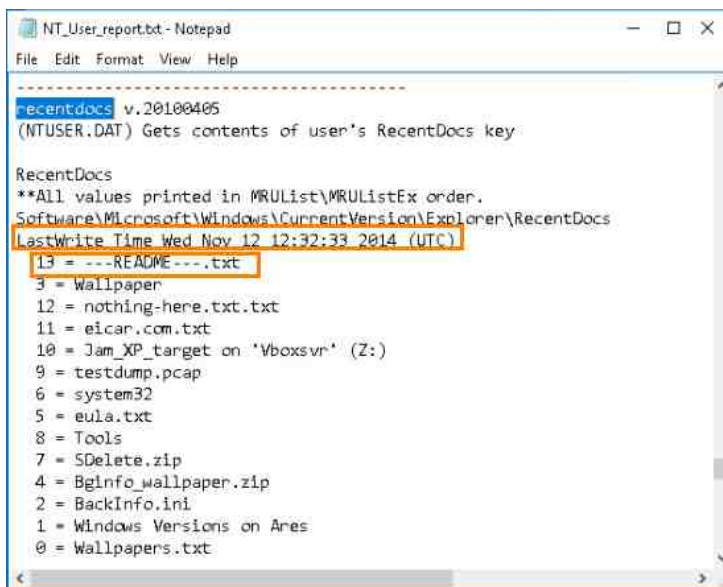 NT_User_report.txt - Notepad
File Edit Format View Help
----------------------------------------
recentdocs v.20100405
(NTUSER.DAT) Gets contents of user's RecentDocs key
RecentDocs
**All values printed in MRUList\MRUListEx order.
Software\Microsoft\Windows\CurrentVersion\Explorer\RecentDocs
LastWrite Time Wed Nov 12 12:32:33 2014 (UTC)
13 = ---README---.txt
3 = Wallpaper
12 = nothing-here.txt.txt
11 = eicar.com.txt
10 = Jam_XP_target on 'Vboxsvr' (Z:)
9 = testdump.pcap
6 = system32
5 = eula.txt
8 = Tools
7 = SDelete.zip
4 = Bginfo_wallpaper.zip
2 = BackInfo.ini
1 = Windows Versions on Ares
0 = Wallpapers.txt